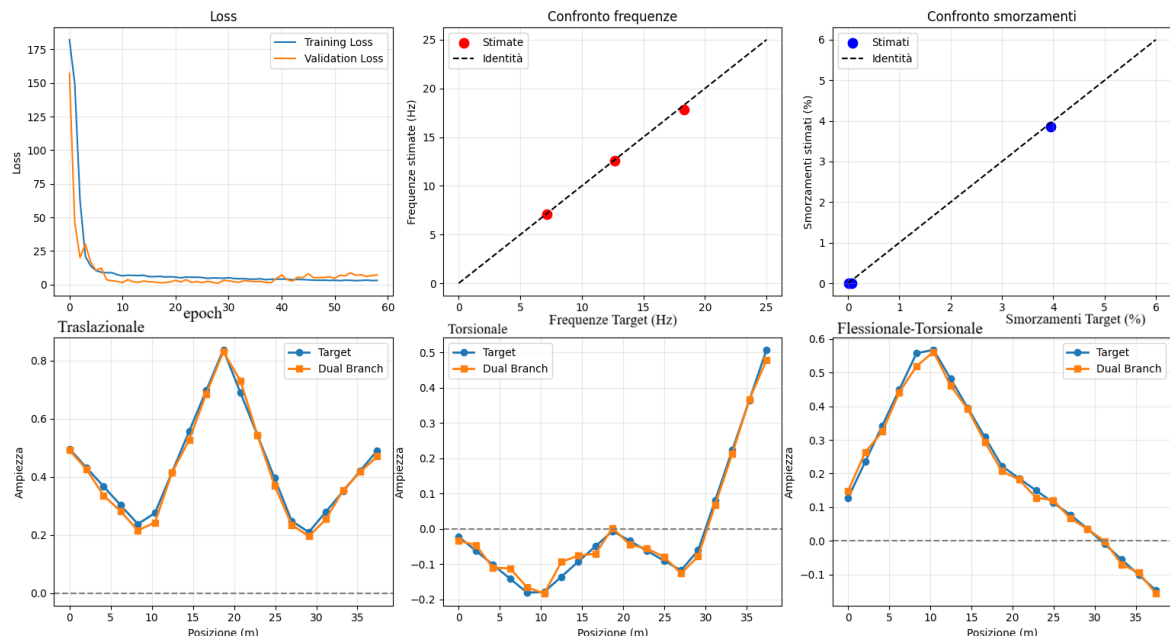 Loss
175
150
125
100
75
50
25
0
Loss
Training Loss
Validation Loss
0
10
20
30
40
50
60
epoch
Confronto frequenze
25
20
15
10
5
0
Frequenze stimate (Hz)
Stimate
Identità
0
5
10
15
20
25
Frequenze Target (Hz)
Confronto smorzamenti
6
5
4
3
2
1
0
Smorzamenti stimati (%)
Stimati
Identità
0
1
2
3
4
5
6
Smorzamenti Target (%)
Traslazionale
0.8
0.6
0.4
0.2
0.0
Ampiezza
Target
Dual Branch
0
5
10
15
20
25
30
35
Posizione (m)
Torsionale
0.5
0.4
0.3
0.2
0.1
0.0
−0.1
−0.2
Ampiezza
Target
Dual Branch
0
5
10
15
20
25
30
35
Posizione (m)
Flessionale-Torsionale
0.6
0.5
0.4
0.3
0.2
0.1
0.0
−0.1
Ampiezza
Target
Dual Branch
0
5
10
15
20
25
30
35
Posizione (m)